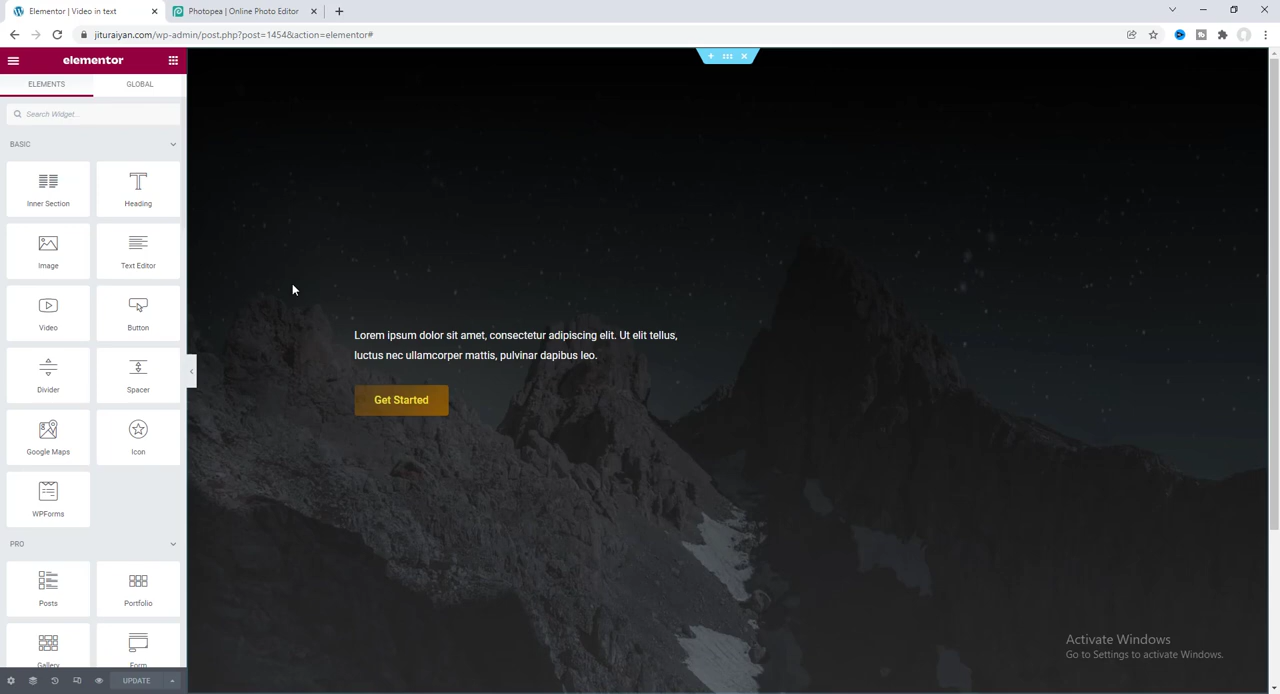 Elementor | Video in text
Photopea | Online Photo Editor
jituraiyan.com/wp-admin/post.php?post=1454&action=elementor#
elementor
ELEMENTS
GLOBAL
Search Widget...
BASIC
Inner Section
Heading
Image
Text Editor
Video
Button
Divider
Spacer
Google Maps
Icon
WPForms
PRO
Posts
Portfolio
Gallery
Form
UPDATE
Lorem ipsum dolor sit amet, consectetur adipiscing elit. Ut elit tellus,
luctus nec ullamcorper mattis, pulvinar dapibus leo.
Get Started
Activate Windows
Go to Settings to activate Windows.